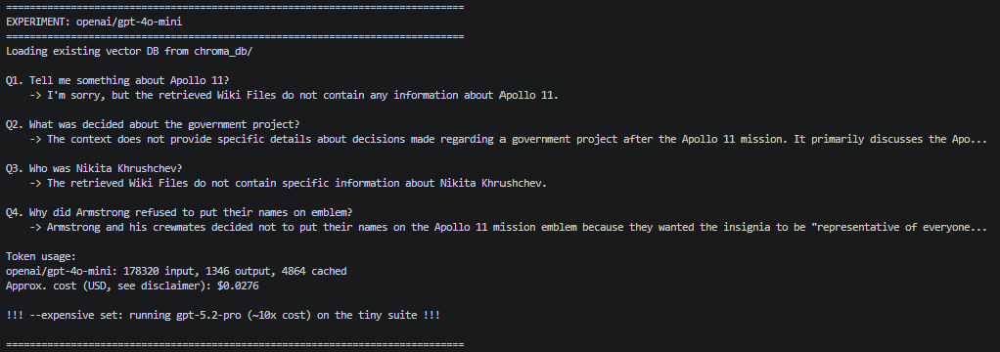 ==========================================================================
EXPERIMENT: openai/gpt-4o-mini
==========================================================================
Loading existing vector DB from chroma_db/
Q1. Tell me something about Apollo 11?
-> I'm sorry, but the retrieved Wiki Files do not contain any information about Apollo 11.
Q2. What was decided about the government project?
-> The context does not provide specific details about decisions made regarding a government project after the Apollo 11 mission. It primarily discusses the Apo...
Q3. Who was Nikita Khrushchev?
-> The retrieved Wiki Files do not contain specific information about Nikita Khrushchev.
Q4. Why did Armstrong refused to put their names on emblem?
-> Armstrong and his crewmates decided not to put their names on the Apollo 11 mission emblem because they wanted the insignia to be "representative of everyone...
Token usage:
openai/gpt-4o-mini: 178320 input, 1346 output, 4864 cached
Approx. cost (USD, see disclaimer): $0.0276
!!! --expensive set: running gpt-5.2-pro (~10x cost) on the tiny suite !!!
==========================================================================